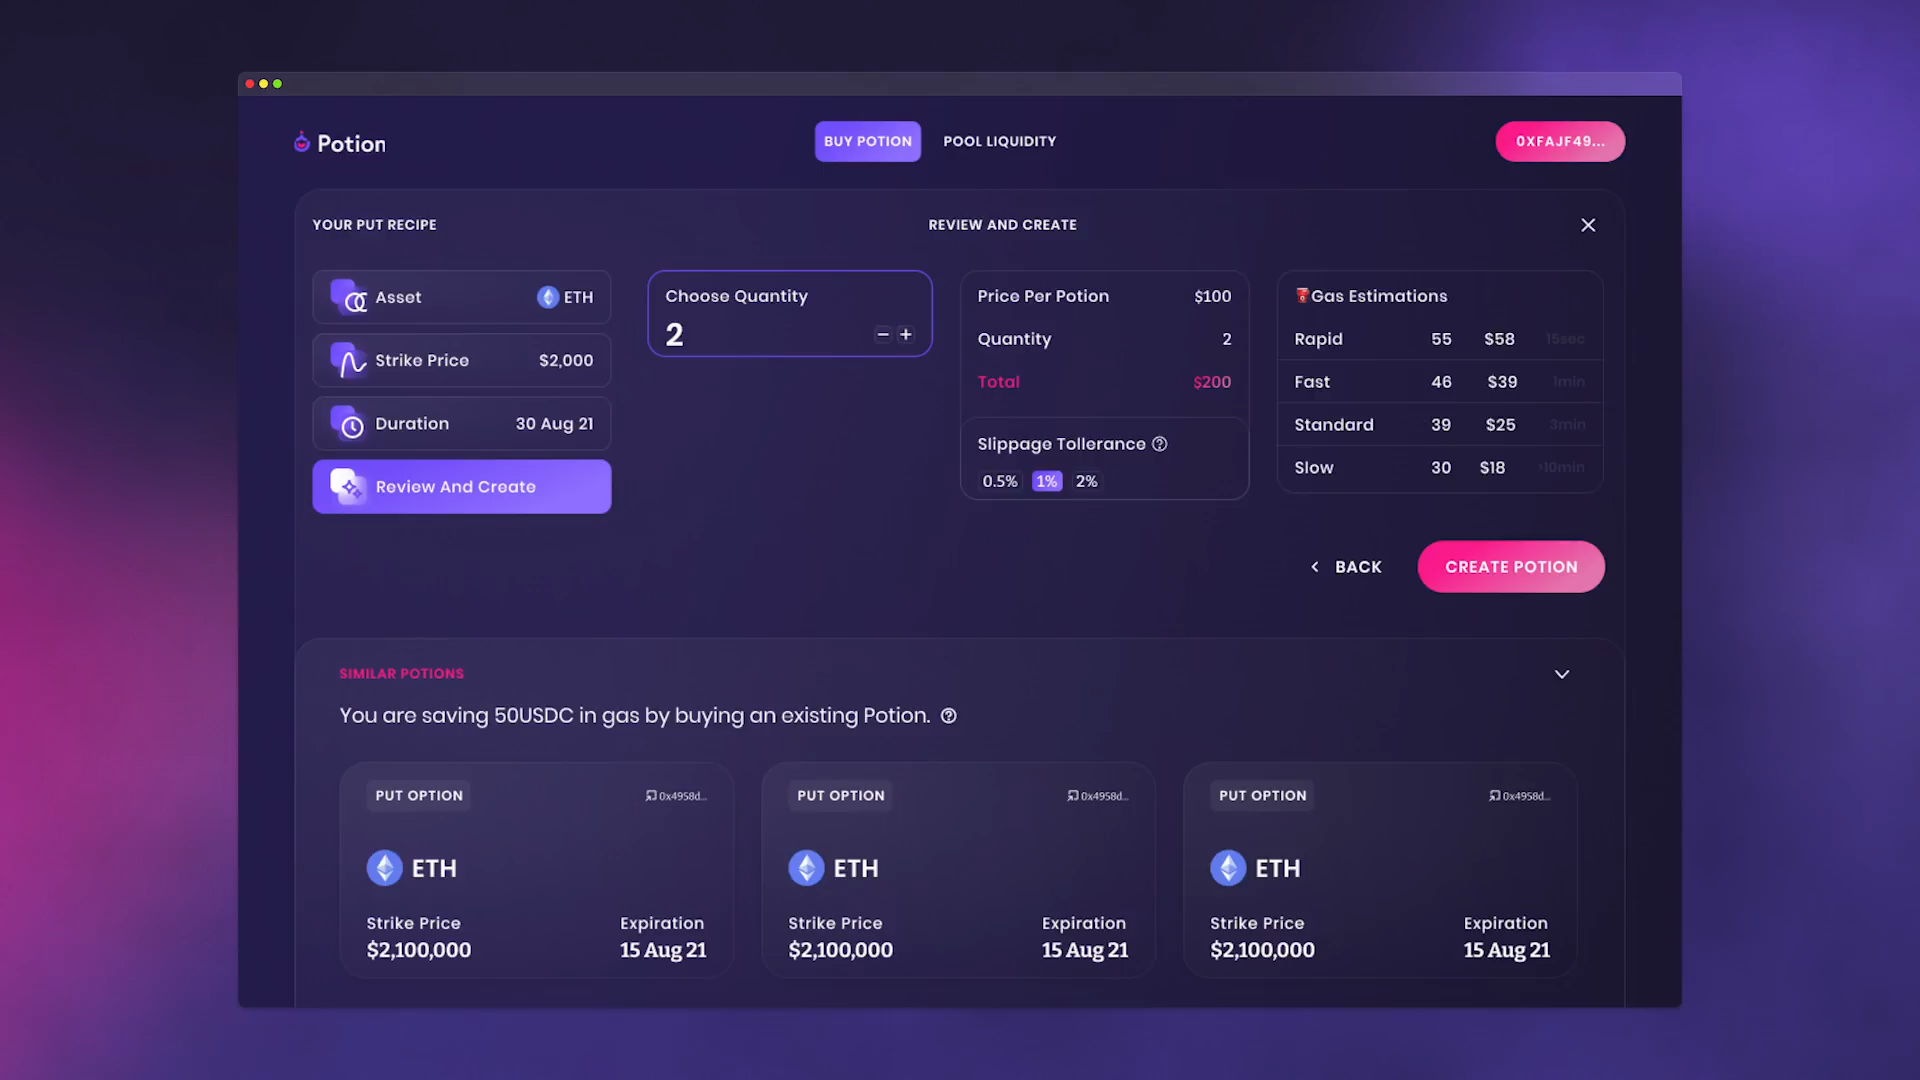 Potion
BUY POTION
POOL LIQUIDITY
0XFAJF49...
YOUR PUT RECIPE
REVIEW AND CREATE
Asset ETH
Strike Price $2,000
Duration 30 Aug 21
Review And Create
Choose Quantity
2
Price Per Potion $100
Quantity 2
Total $200
Slippage Tollerance
0.5% 1% 2%
Gas Estimations
Rapid 55 $58 15sec
Fast 46 $39 1min
Standard 39 $25 3min
Slow 30 $18 >10min
BACK
CREATE POTION
SIMILAR POTIONS
You are saving 50USDC in gas by buying an existing Potion.
PUT OPTION 0x4958d...
ETH
Strike Price Expiration
$2,100,000 15 Aug 21
PUT OPTION 0x4958d...
ETH
Strike Price Expiration
$2,100,000 15 Aug 21
PUT OPTION 0x4958d...
ETH
Strike Price Expiration
$2,100,000 15 Aug 21